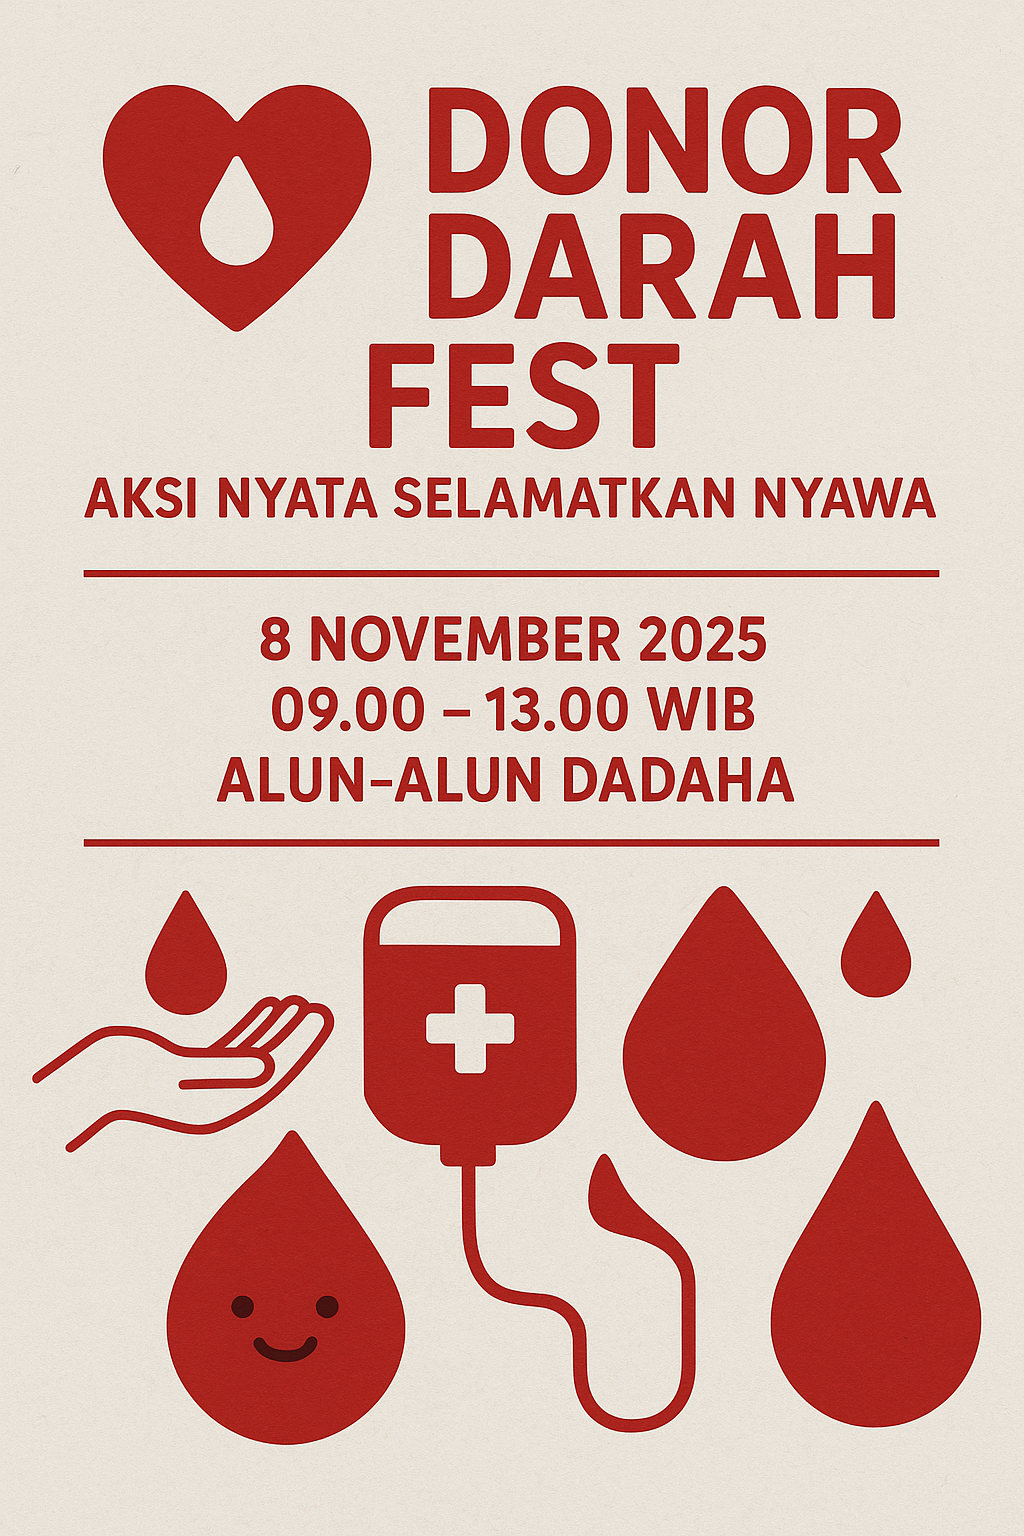 DONOR
DARAH
FEST
AKSI NYATA SELAMATKAN NYAWA
8 NOVEMBER 2025
09.00 – 13.00 WIB
ALUN-ALUN DADAHA